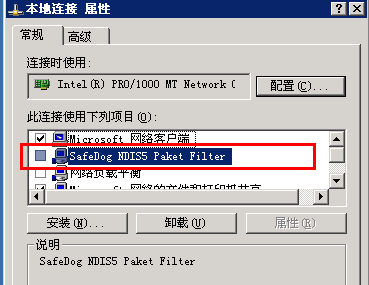 本地连接 属性
常规 高级
连接时使用:
Intel(R) PRO/1000 MT Network C
配置(C)...
此连接使用下列项目(O):
Microsoft 网络客户端
SafeDog NDIS5 Paket Filter
网络负载平衡
Microsoft 网络的文件和打印机共享
安装(N)...
卸载(U)
属性(R)
说明
SafeDog NDIS5 Paket Filter